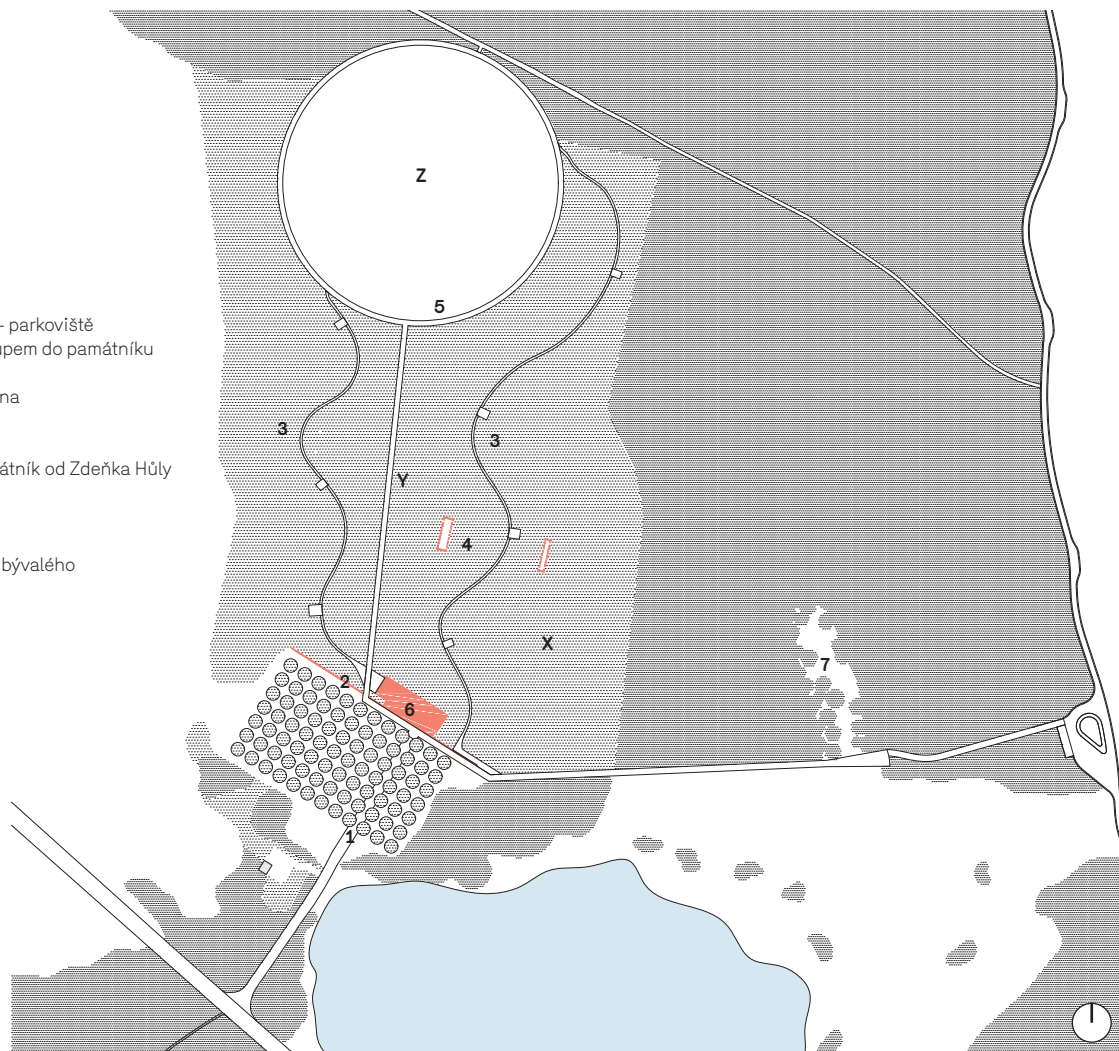 Z
5
- parkoviště
upem do památníku
na
3
3
átník od Zdeňka Hůly
Y
4
bývalého
X
7
2
6
1